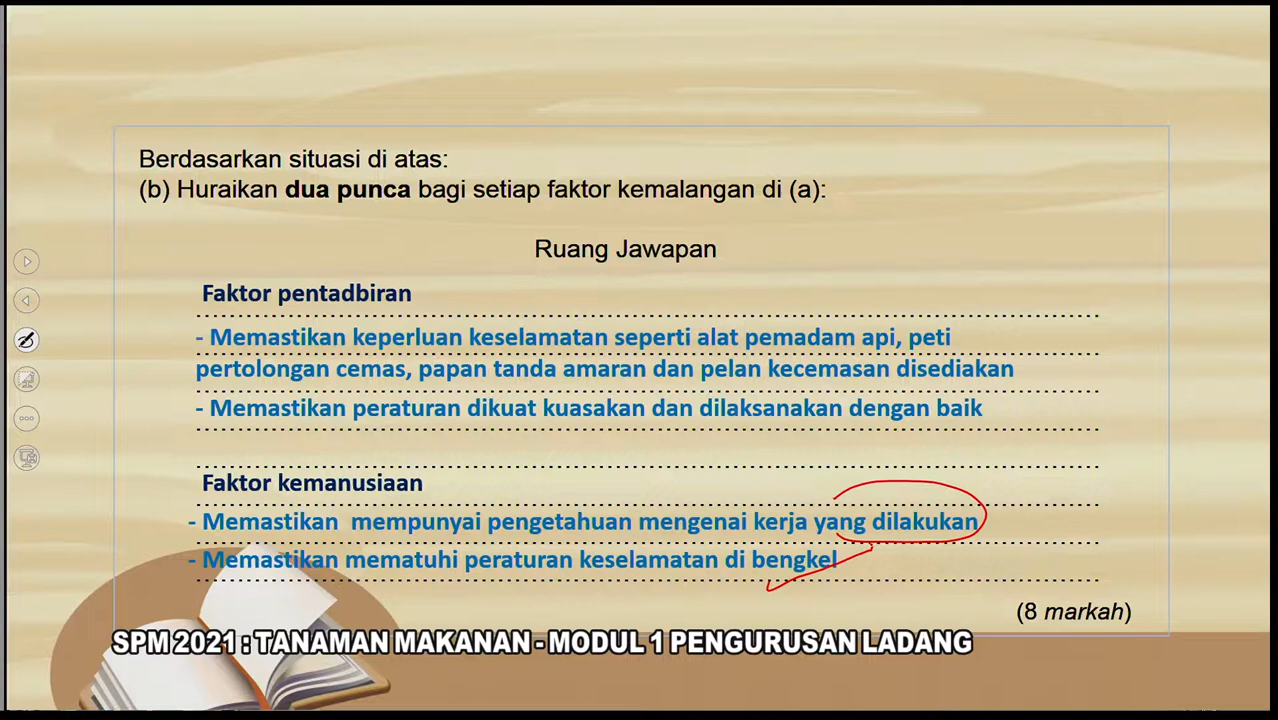 Berdasarkan situasi di atas:
(b) Huraikan dua punca bagi setiap faktor kemalangan di (a):
Ruang Jawapan
Faktor pentadbiran
- Memastikan keperluan keselamatan seperti alat pemadam api, peti
pertolongan cemas, papan tanda amaran dan pelan kecemasan disediakan
- Memastikan peraturan dikuat kuasakan dan dilaksanakan dengan baik
Faktor kemanusiaan
- Memastikan mempunyai pengetahuan mengenai kerja yang dilakukan
- Memastikan mematuhi peraturan keselamatan di bengkel
(8 markah)
SPM 2021 : TANAMAN MAKANAN - MODUL 1 PENGURUSAN LADANG